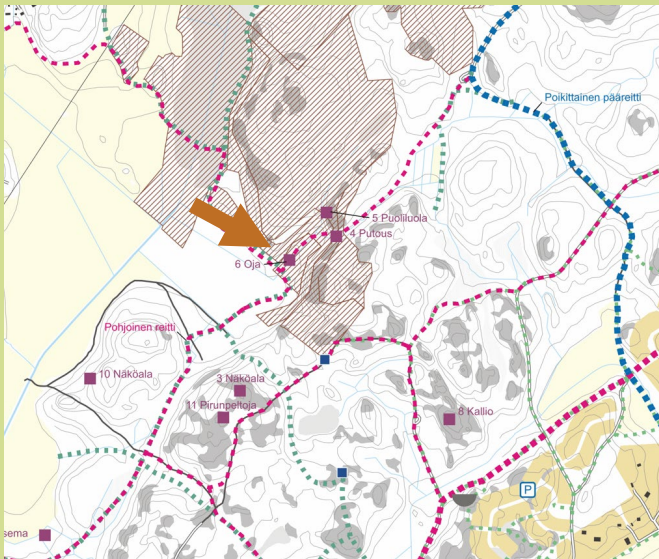 Poikittainen pääreitti
5 Puoliluola
4 Putous
6 Oja
Pohjoinen reitti
10 Näköala
3 Näköala
11 Pirunpeltoja
8 Kallio
P
sema